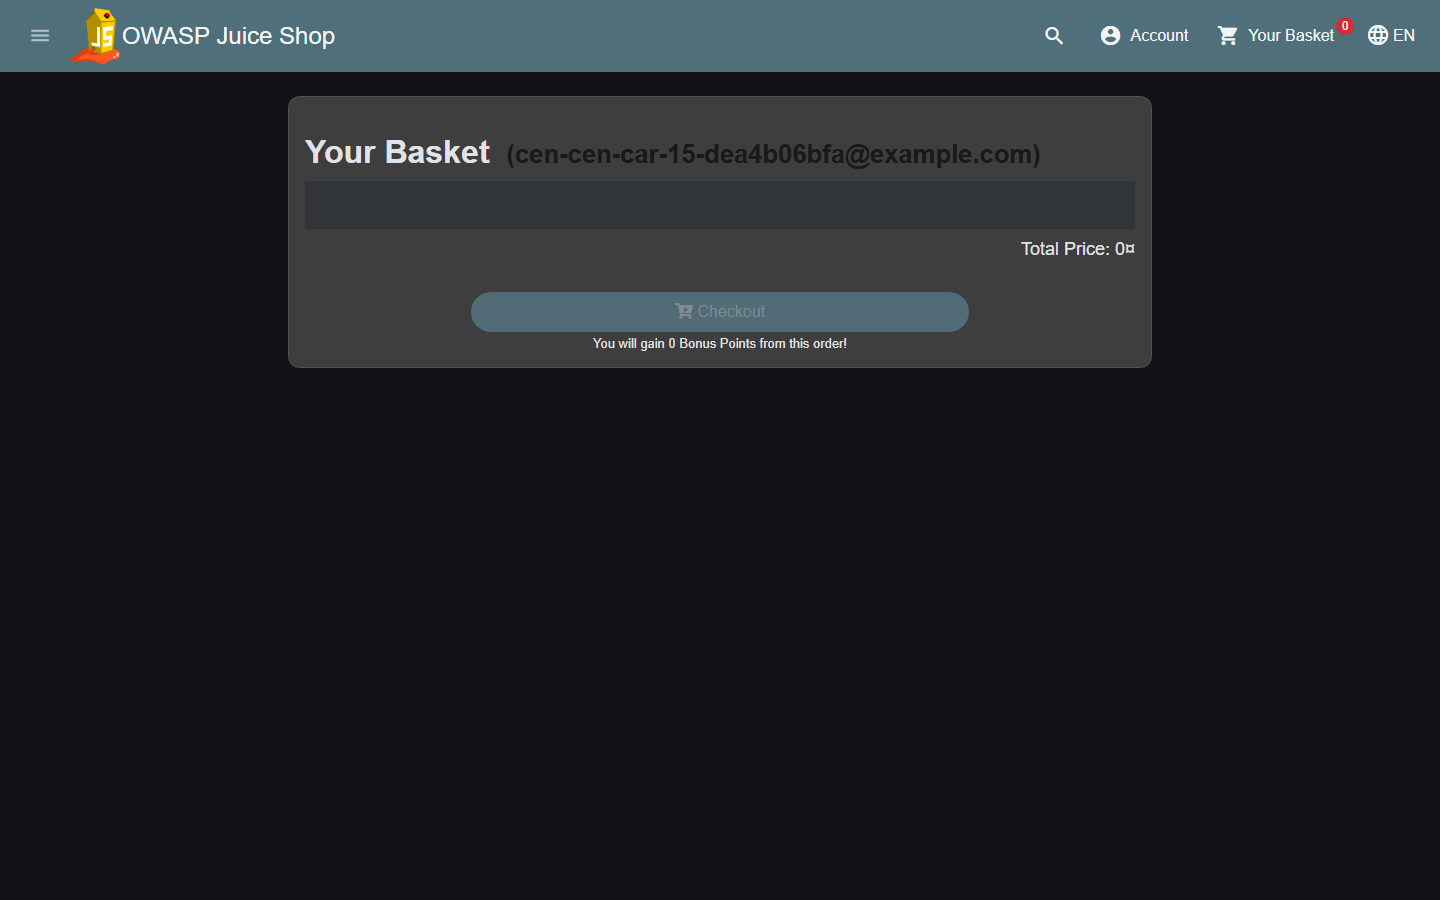 JS OWASP Juice Shop
Account
Your Basket 0
EN
Your Basket (cen-cen-car-15-dea4b06bfa@example.com)
Total Price: 0¤
Checkout
You will gain 0 Bonus Points from this order!